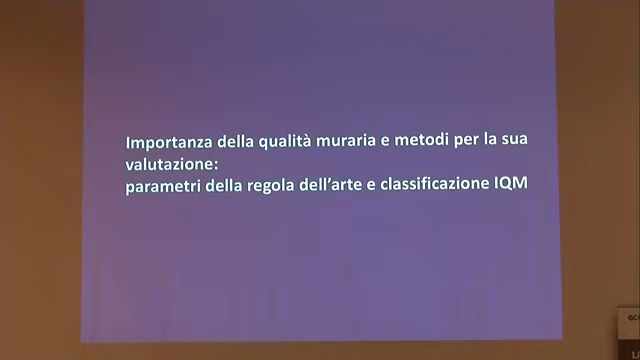 Importanza della qualità muraria e metodi per la sua
valutazione:
parametri della regola dell'arte e classificazione IQM